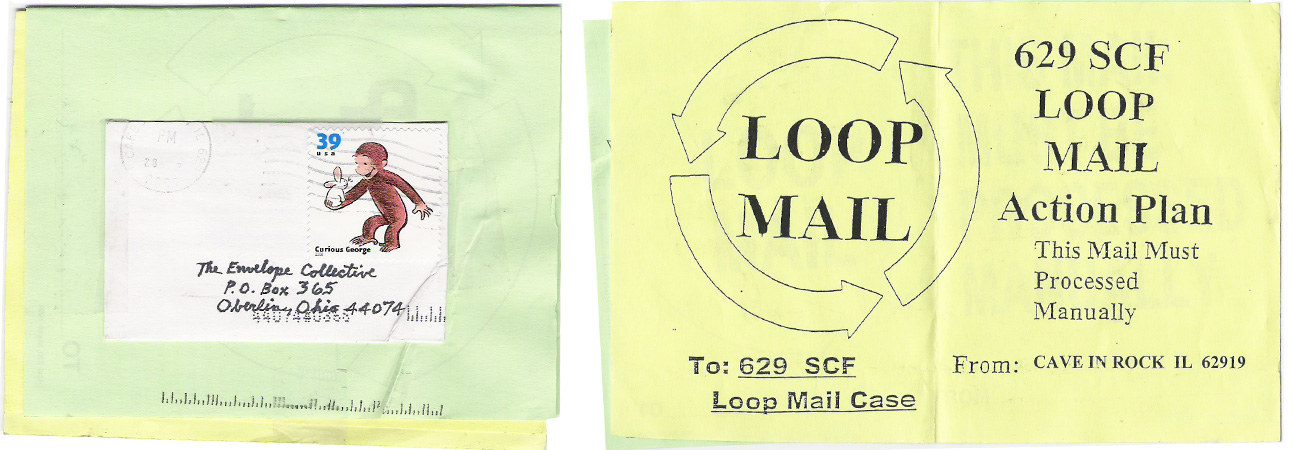 PM
39
usa
Curious George
The Envelope Collective
P.O. Box 365
Oberlin, Ohio 44074
4407440365
LOOP
MAIL
629 SCF
LOOP
MAIL
Action Plan
This Mail Must
Processed
Manually
To: 629 SCF
Loop Mail Case
From: CAVE IN ROCK IL 62919